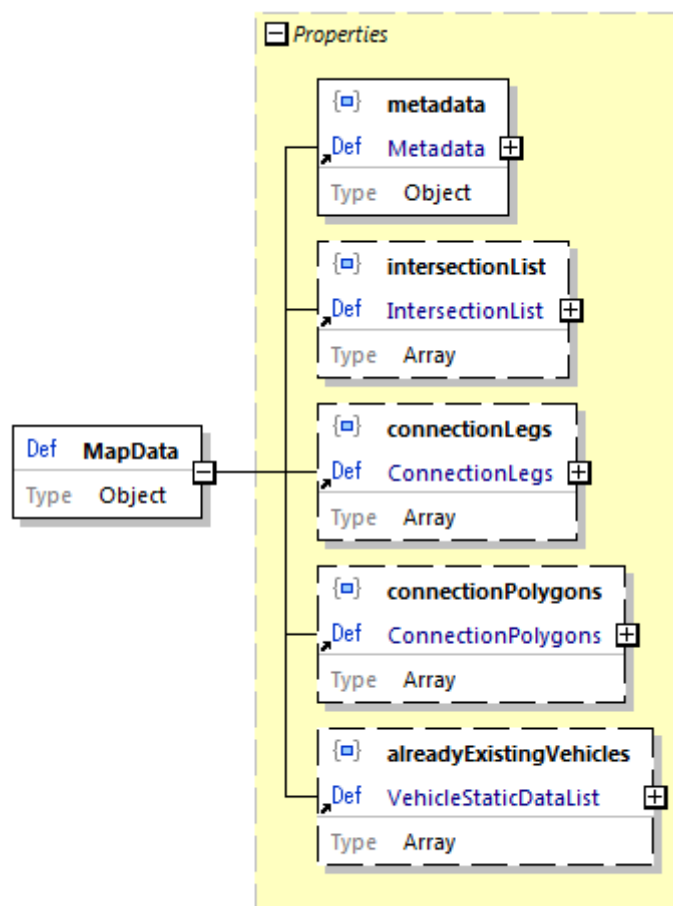 Properties
metadata
Def Metadata
Type Object
intersectionList
Def IntersectionList
Type Array
connectionLegs
Def ConnectionLegs
Type Array
Def MapData
Type Object
connectionPolygons
Def ConnectionPolygons
Type Array
alreadyExistingVehicles
Def VehicleStaticDataList
Type Array